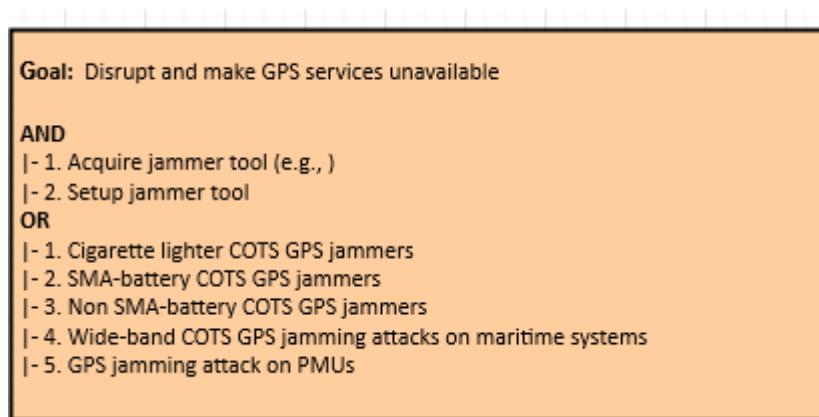 Goal: Disrupt and make GPS services unavailable
AND
|- 1. Acquire jammer tool (e.g., )
|- 2. Setup jammer tool
OR
|- 1. Cigarette lighter COTS GPS jammers
|- 2. SMA-battery COTS GPS jammers
|- 3. Non SMA-battery COTS GPS jammers
|- 4. Wide-band COTS GPS jamming attacks on maritime systems
|- 5. GPS jamming attack on PMUs